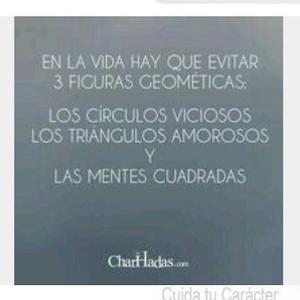 EN LA VIDA HAY QUE EVITAR
3 FIGURAS GEOMÉTICAS:
LOS CÍRCULOS VICIOSOS
LOS TRIÁNGULOS AMOROSOS
Y
LAS MENTES CUADRADAS
CharHadas.com
Cuida tu Carácter